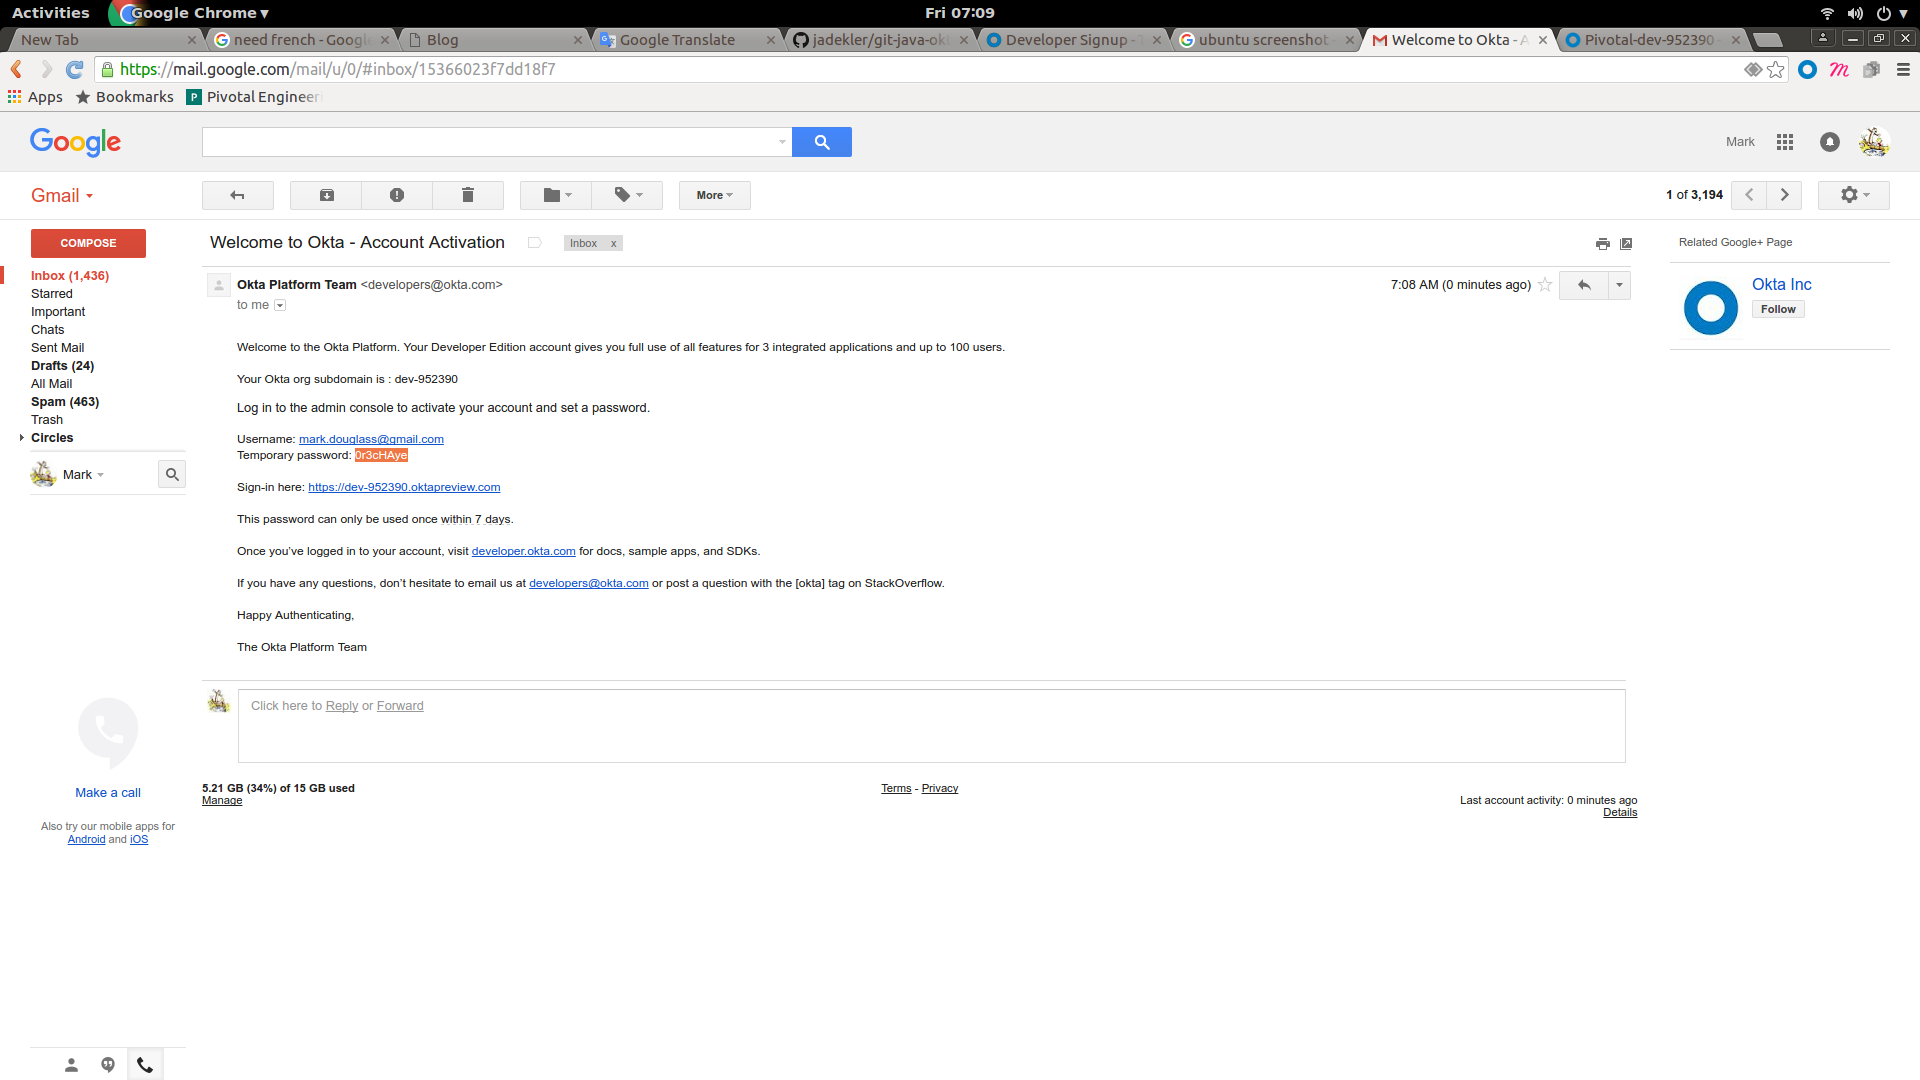 Activities Google Chrome ▾ Fri 07:09
New Tab
need french - Google
Blog
Google Translate
jadekler/git-java-okt
Developer Signup - T
ubuntu screenshot -
Welcome to Okta - A
Pivotal-dev-952390 -
https://mail.google.com/mail/u/0/#inbox/15366023f7dd18f7
Apps Bookmarks Pivotal Engineeri
Google
Mark
Gmail
More
1 of 3,194
COMPOSE
Inbox (1,436)
Starred
Important
Chats
Sent Mail
Drafts (24)
All Mail
Spam (463)
Trash
Circles
Mark
Make a call
Also try our mobile apps for
Android and iOS
Welcome to Okta - Account Activation Inbox x
Okta Platform Team <developers@okta.com> 7:08 AM (0 minutes ago)
to me
Welcome to the Okta Platform. Your Developer Edition account gives you full use of all features for 3 integrated applications and up to 100 users.
Your Okta org subdomain is : dev-952390
Log in to the admin console to activate your account and set a password.
Username: mark.douglass@gmail.com
Temporary password: 0r3cHAye
Sign-in here: https://dev-952390.oktapreview.com
This password can only be used once within 7 days.
Once you've logged in to your account, visit developer.okta.com for docs, sample apps, and SDKs.
If you have any questions, don't hesitate to email us at developers@okta.com or post a question with the [okta] tag on StackOverflow.
Happy Authenticating,
The Okta Platform Team
Click here to Reply or Forward
5.21 GB (34%) of 15 GB used
Manage
Terms - Privacy
Last account activity: 0 minutes ago
Details
Related Google+ Page
Okta Inc
Follow